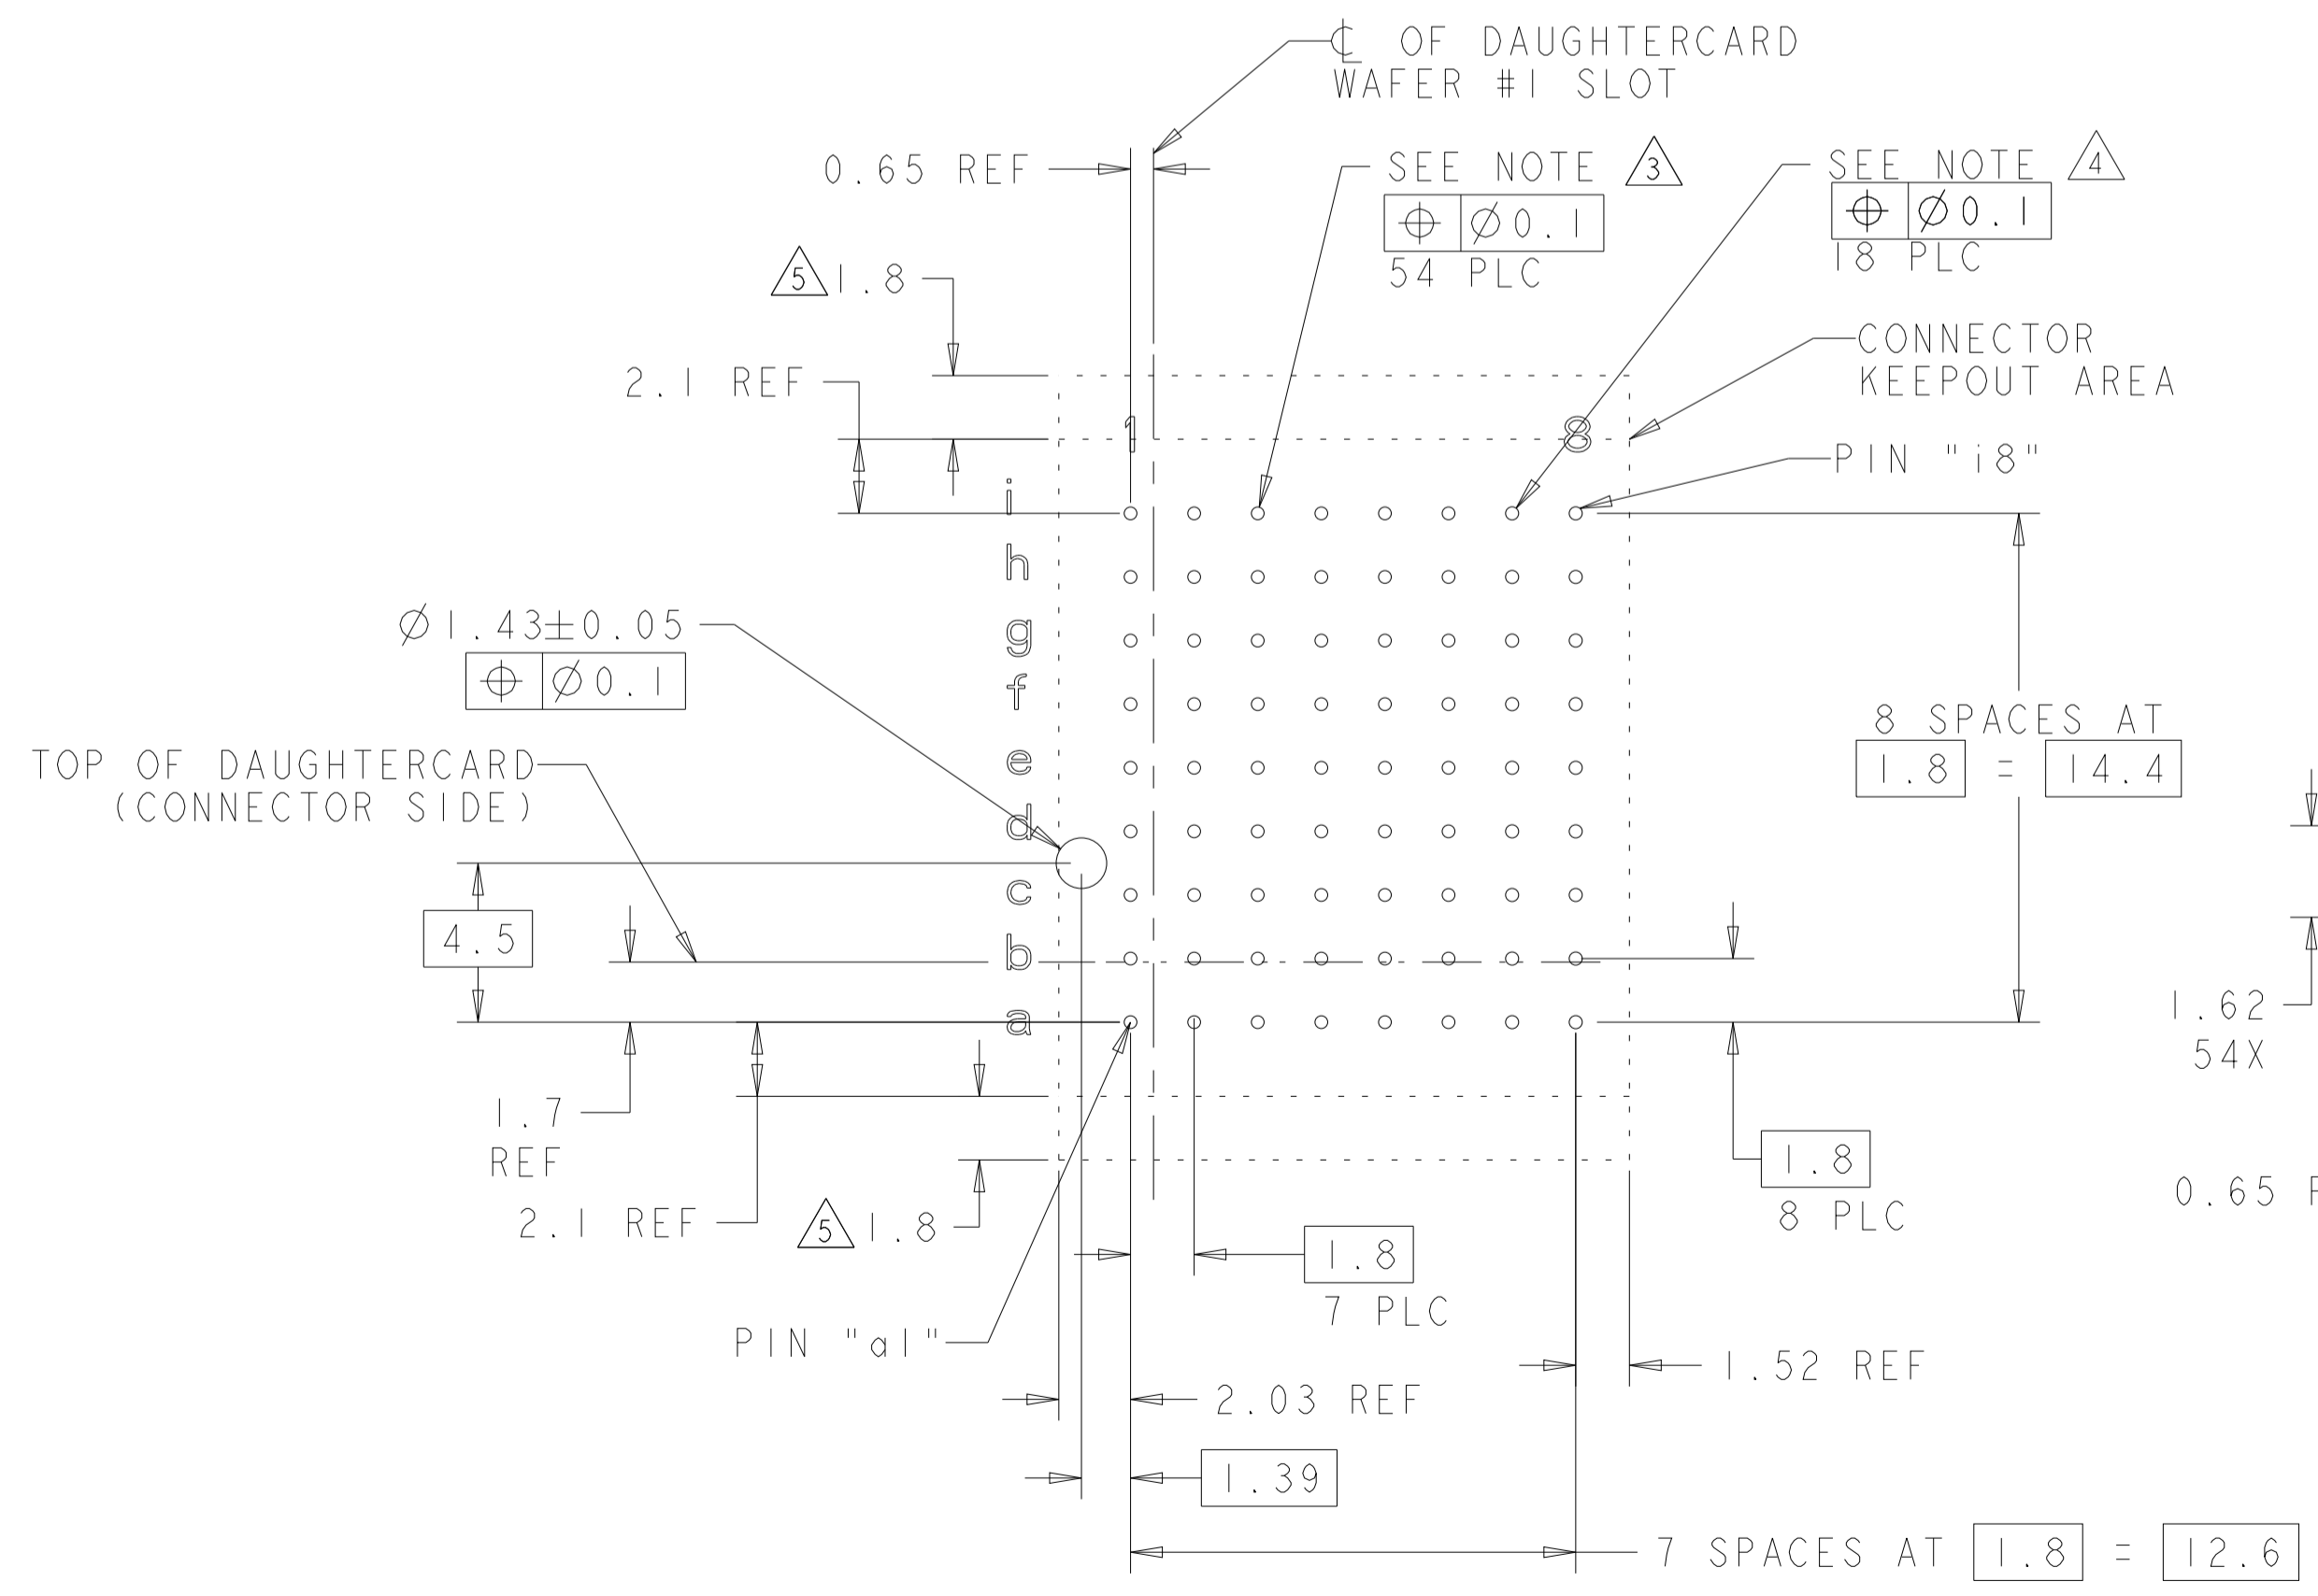 ℄ OF DAUGHTERCARD
WAFER #1 SLOT
0.65 REF
SEE NOTE 3
⌖ ⌀0.1
54 PLC
SEE NOTE 4
⌖ ⌀0.1
18 PLC
5 1.8
2.1 REF
CONNECTOR
KEEPOUT AREA
1
8
PIN "i8"
i
h
g
f
e
d
c
b
a
⌀1.43±0.05
⌖ ⌀0.1
TOP OF DAUGHTERCARD
(CONNECTOR SIDE)
8 SPACES AT
1.8 = 14.4
4.5
1.62
54X
1.7
REF
2.1 REF
5 1.8
1.8
8 PLC
0.65
1.8
7 PLC
PIN "a1"
1.52 REF
2.03 REF
1.39
7 SPACES AT 1.8 = 12.6